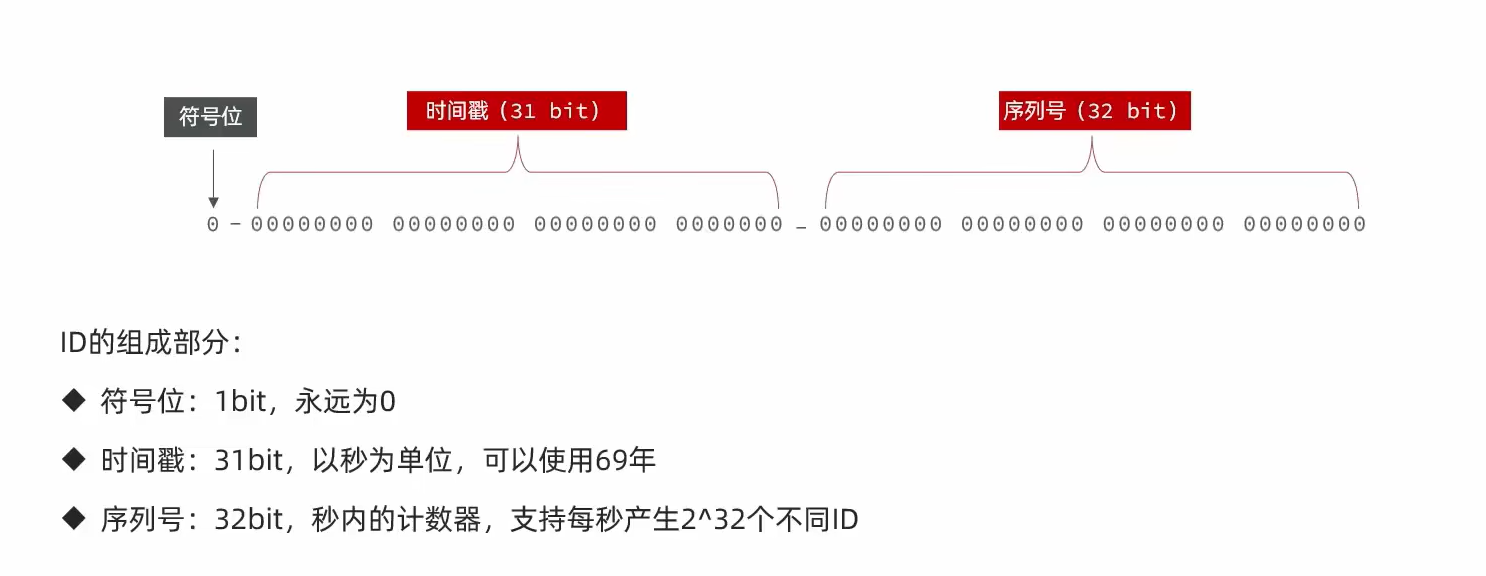 符号位
时间戳（31 bit）
序列号（32 bit）
0-00000000 00000000 00000000 0000000 - 00000000 00000000 00000000 00000000
ID的组成部分：
◆ 符号位：1bit，永远为0
◆ 时间戳：31bit，以秒为单位，可以使用69年
◆ 序列号：32bit，秒内的计数器，支持每秒产生2^32个不同ID